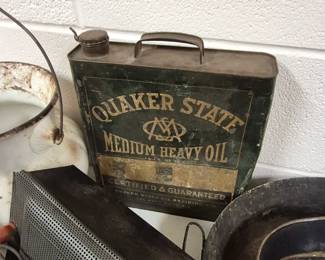 QUAKER STATE
MEDIUM HEAVY OIL
CERTIFIED & GUARANTEED